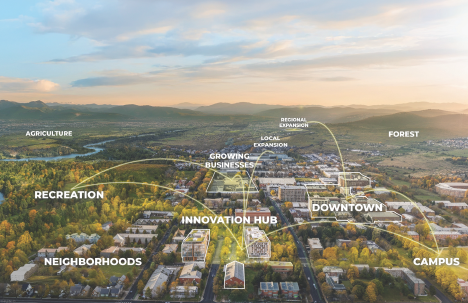 REGIONAL
EXPANSION
AGRICULTURE
FOREST
LOCAL
EXPANSION
GROWING
BUSINESSES
RECREATION
DOWNTOWN
INNOVATION HUB
NEIGHBORHOODS
CAMPUS